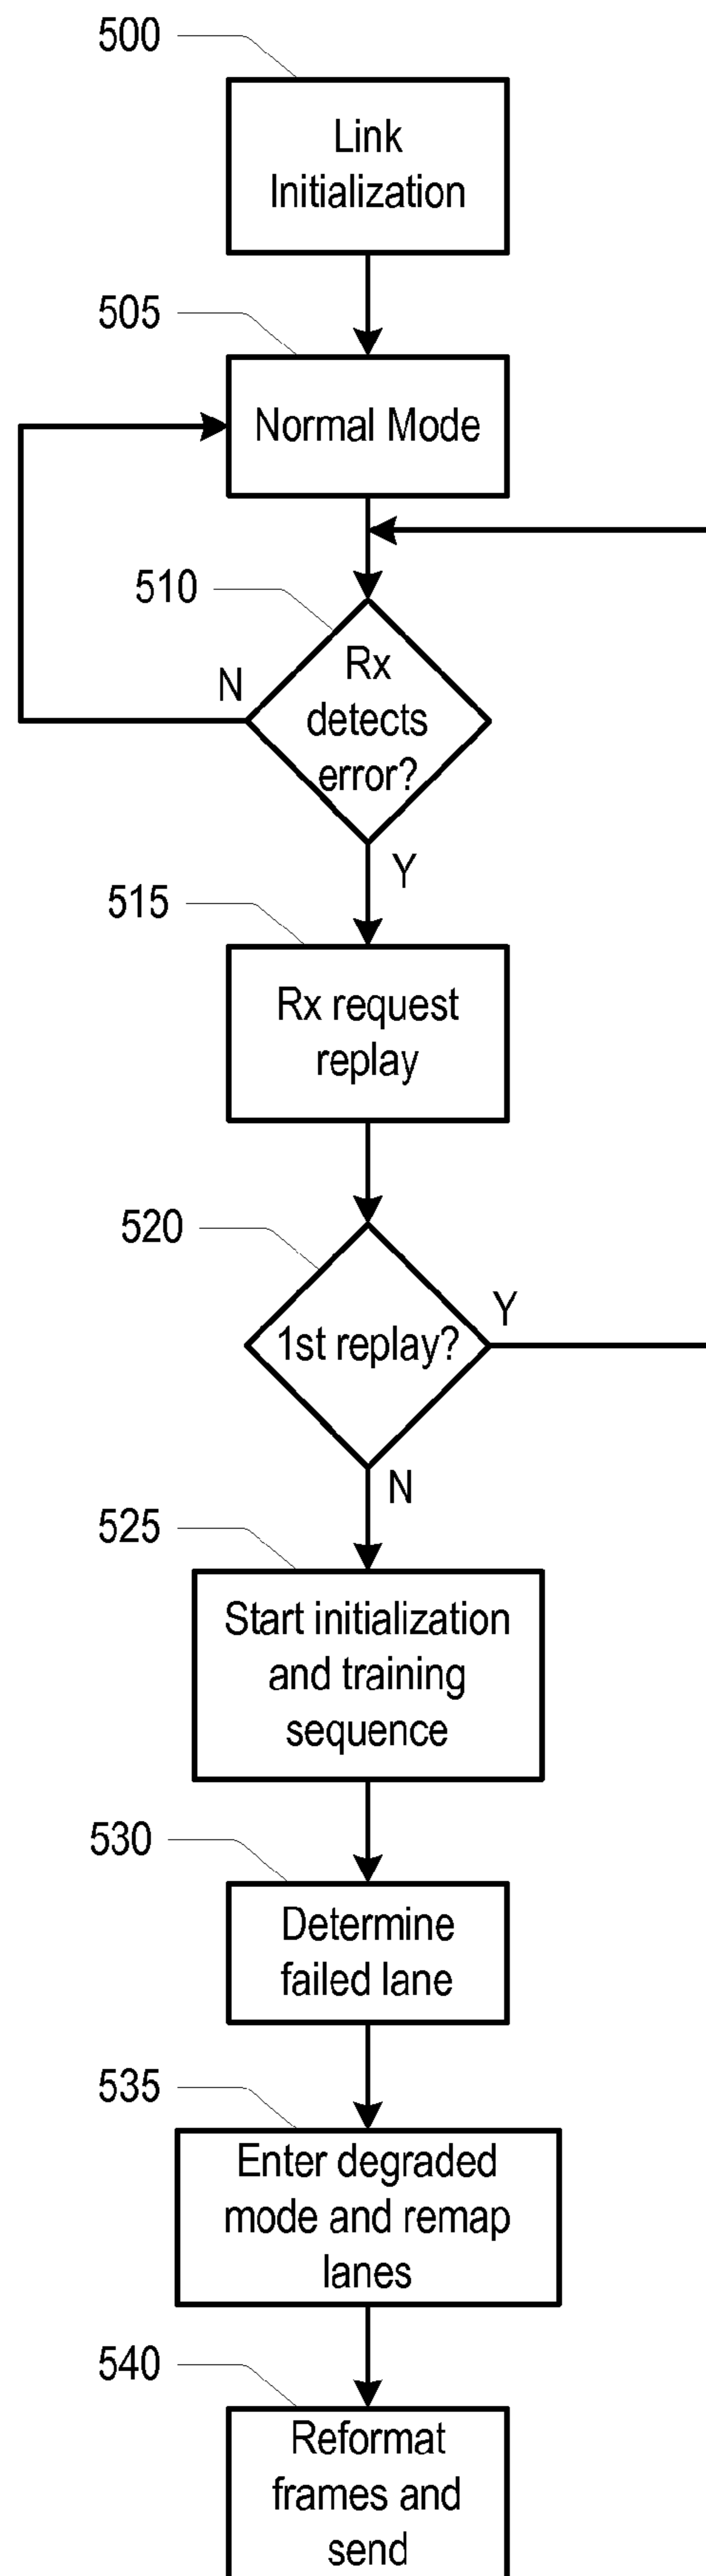 500
Link
Initialization
505
Normal Mode
510
Rx
detects
error?
N
Y
515
Rx request
replay
520
1st replay?
Y
N
525
Start initialization
and training
sequence
530
Determine
failed lane
535
Enter degraded
mode and remap
lanes
540
Reformat
frames and
send